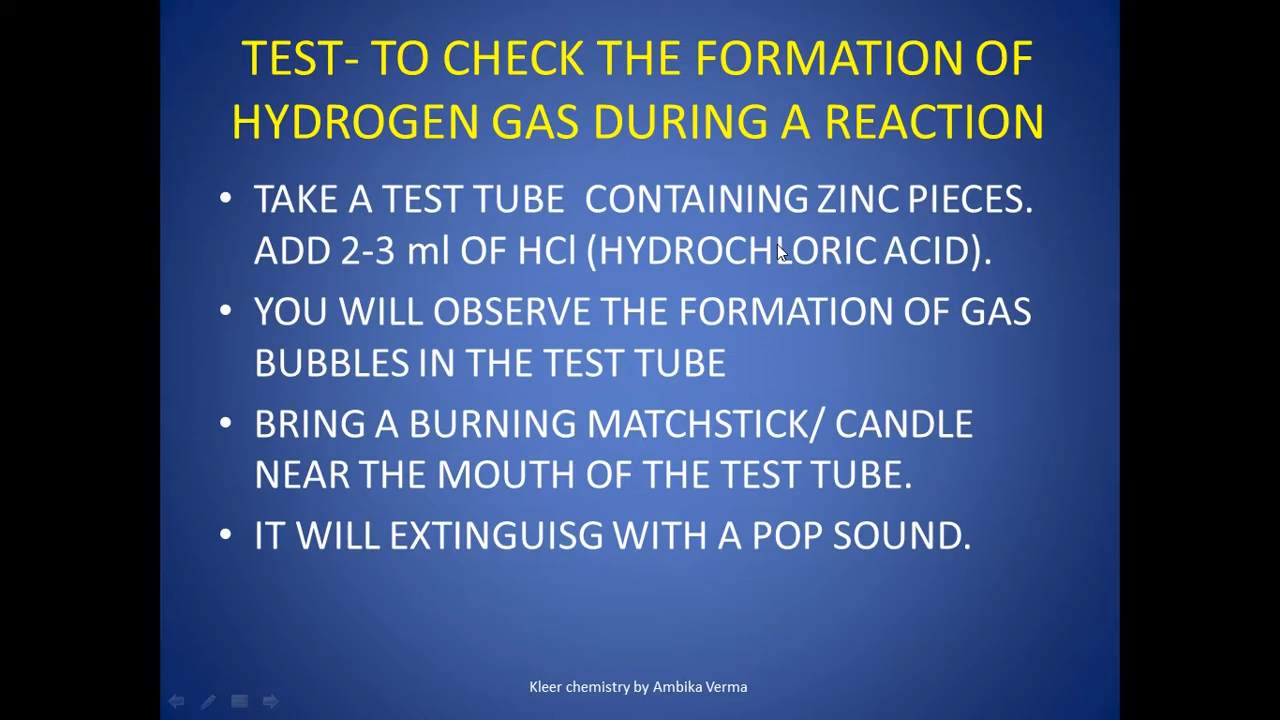 TEST- TO CHECK THE FORMATION OF
HYDROGEN GAS DURING A REACTION
• TAKE A TEST TUBE CONTAINING ZINC PIECES.
ADD 2-3 ml OF HCl (HYDROCHLORIC ACID).
• YOU WILL OBSERVE THE FORMATION OF GAS
BUBBLES IN THE TEST TUBE
• BRING A BURNING MATCHSTICK/ CANDLE
NEAR THE MOUTH OF THE TEST TUBE.
• IT WILL EXTINGUISG WITH A POP SOUND.
Kleer chemistry by Ambika Verma